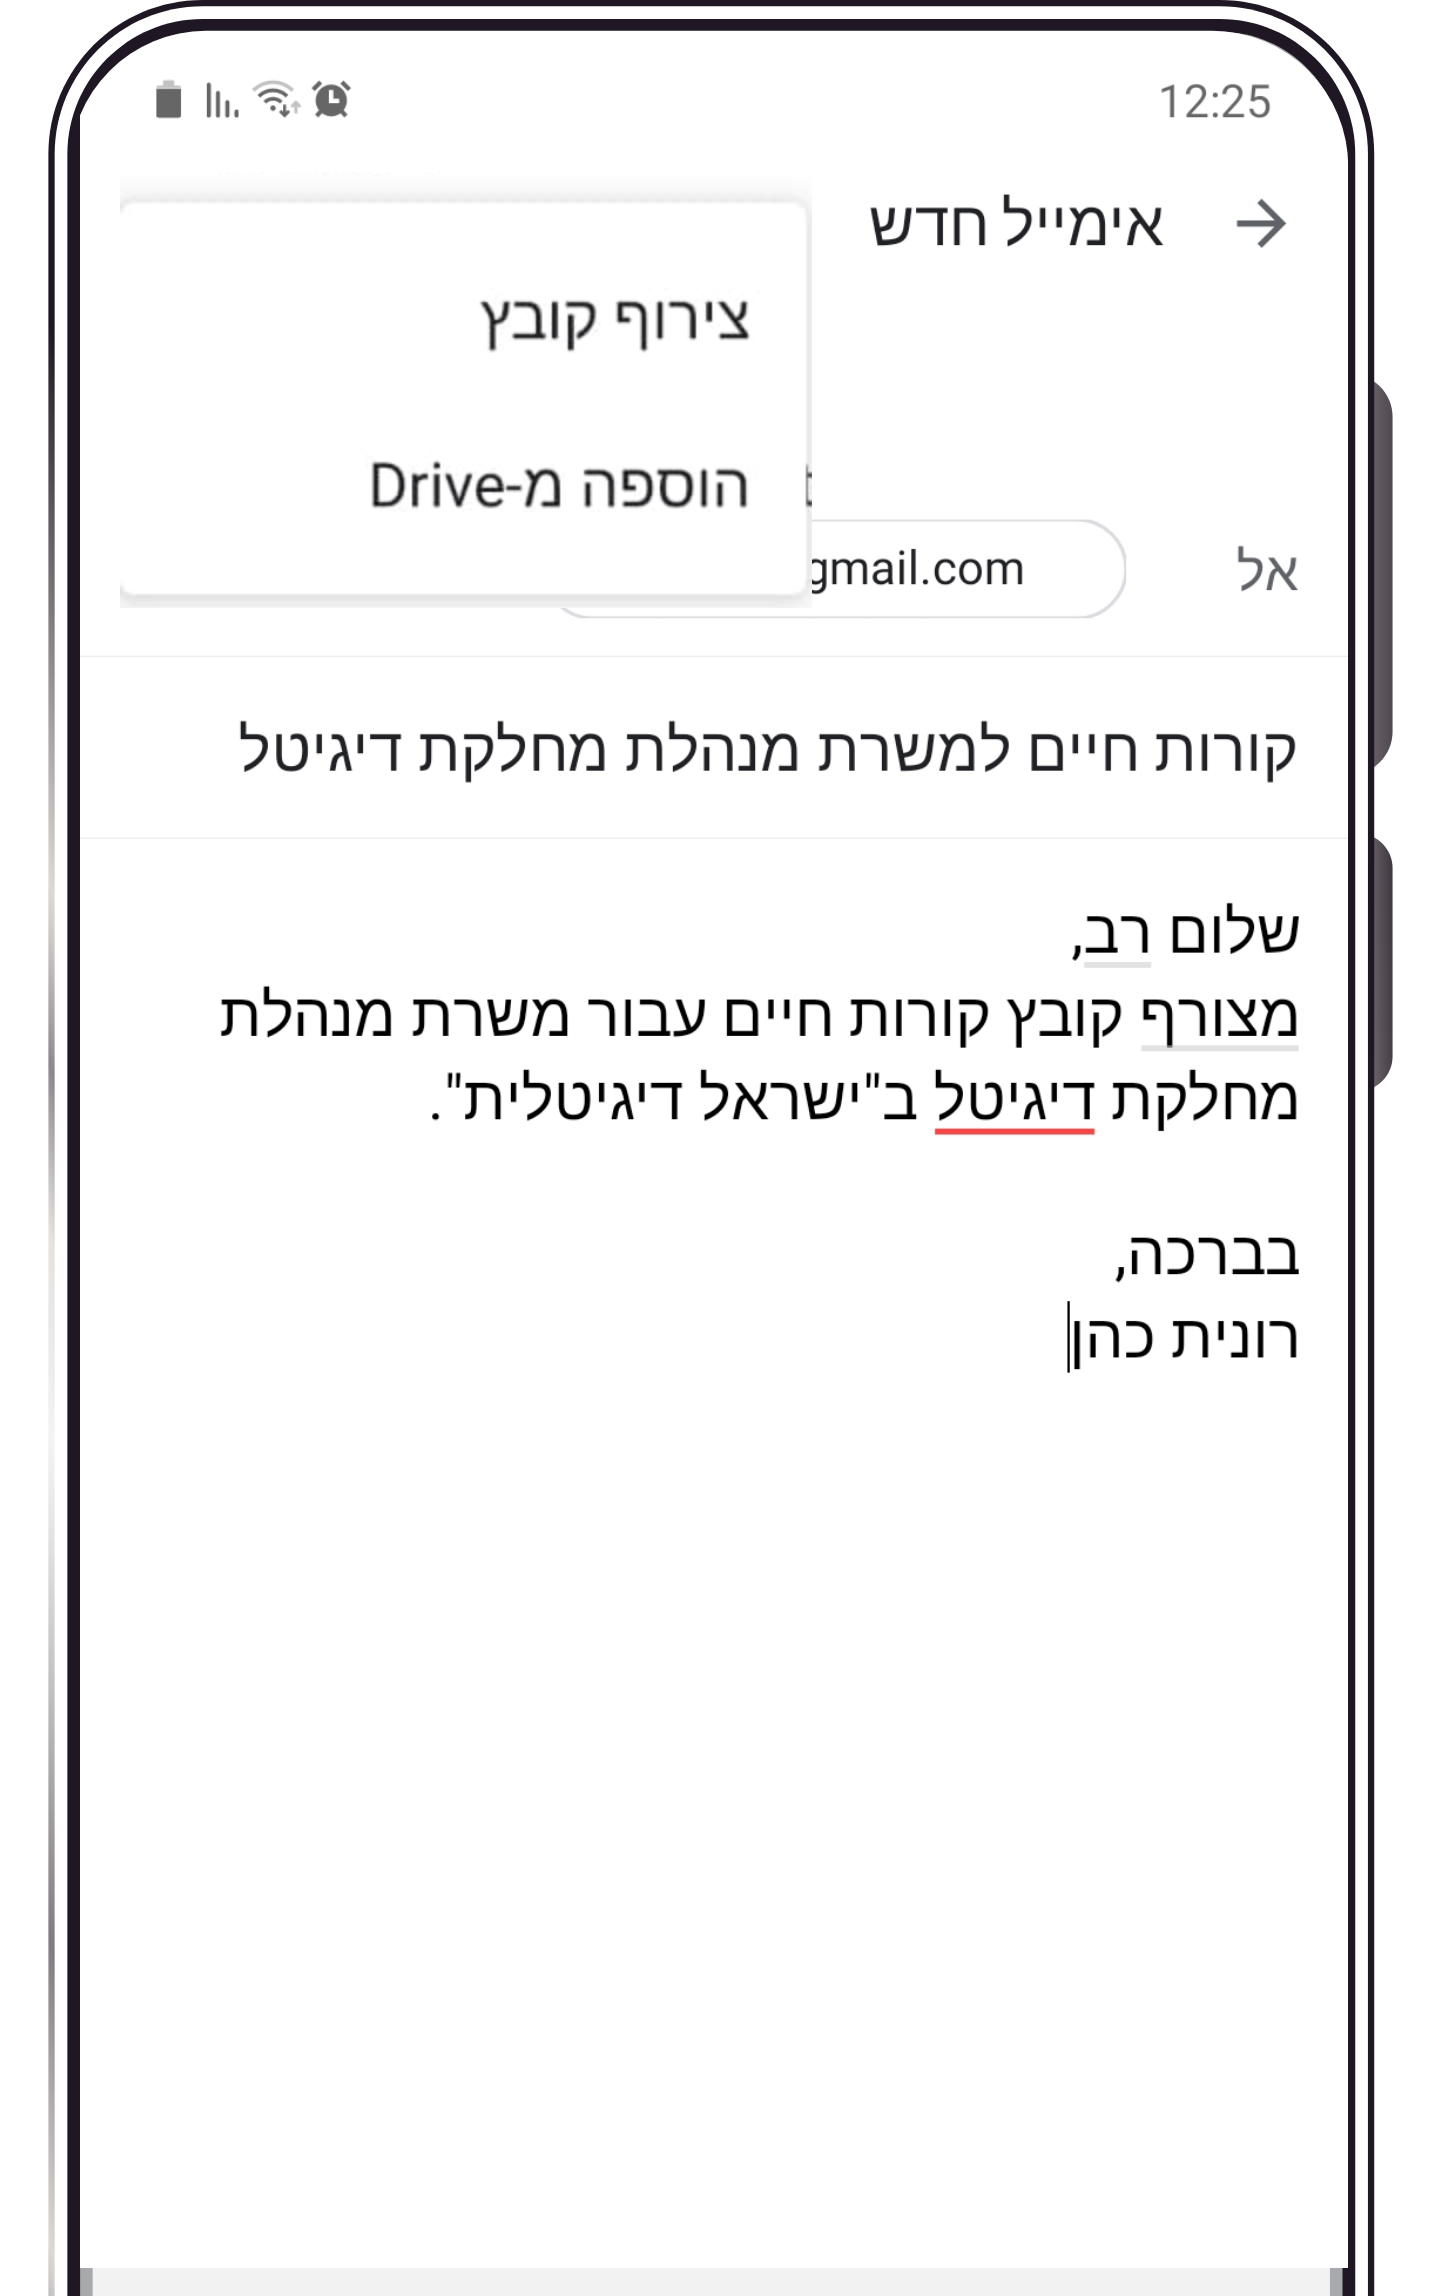 12:25
אימייל חדש
צירוף קובץ
הוספה מ-Drive
אל
gmail.com
קורות חיים למשרת מנהלת מחלקת דיגיטל
שלום רב,
מצורף קובץ קורות חיים עבור משרת מנהלת
מחלקת דיגיטל ב"ישראל דיגיטלית".
בברכה,
רונית כהן